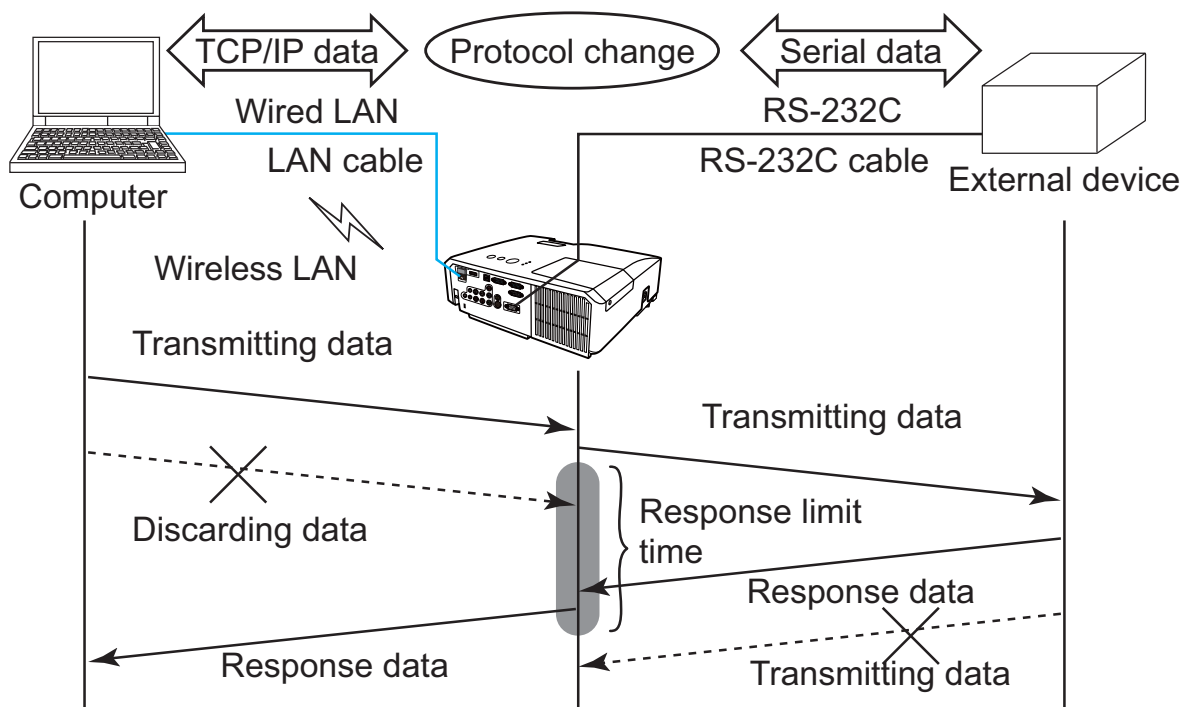 TCP/IP data
Protocol change
Serial data
Wired LAN
RS-232C
LAN cable
RS-232C cable
Computer
External device
Wireless LAN
Transmitting data
Transmitting data
Discarding data
Response limit
time
Response data
Response data
Transmitting data